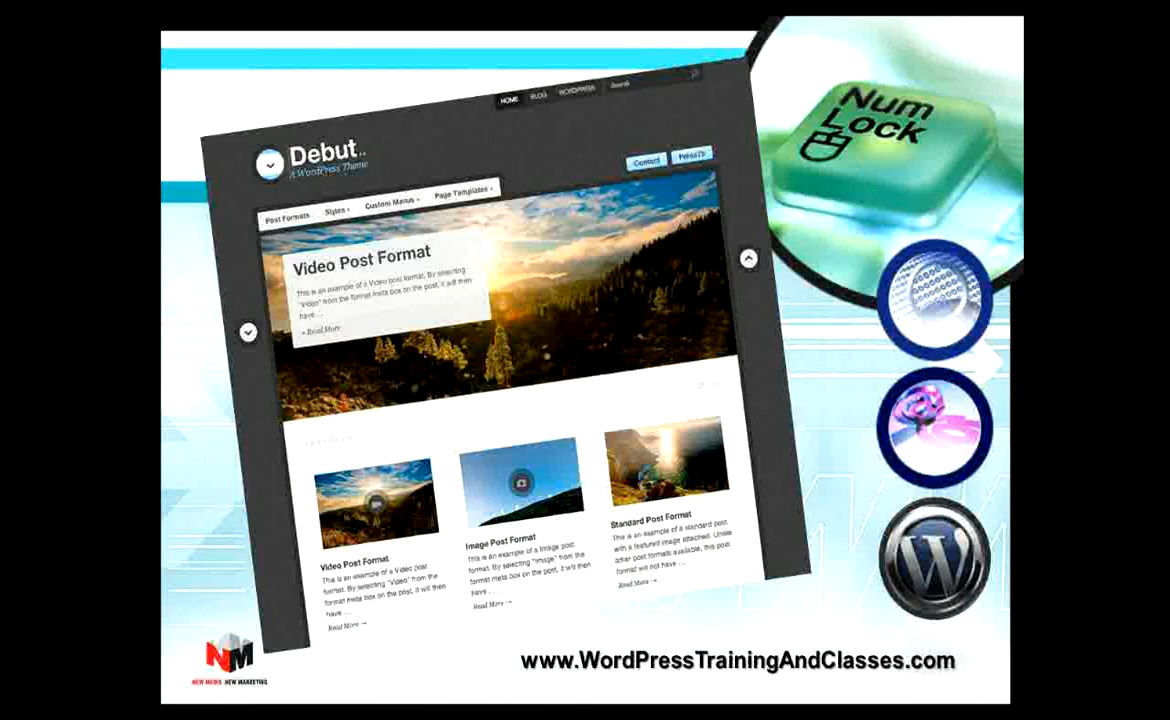 HOME BLOG WORDPRESS Search
Num
Lock
Debut..
A WordPress Theme
Contact Press75
Post Formats Styles Custom Menus Page Templates
Video Post Format
This is an example of a Video post format. By selecting
"Video" from the format meta box on the post, it will then
have ...
Read More
Video Post Format
This is an example of a Video post
format. By selecting "Video" from the
format meta box on the post, it will then
have ...
Read More →
Image Post Format
This is an example of a Image post
format. By selecting "Image" from the
format meta box on the post, it will then
have ...
Read More →
Standard Post Format
This is an example of a standard post
with a featured image attached. Unlike
other post formats available, this post
format will not have ...
Read More →
@
W
NM
NEW MEDIA NEW MARKETING
www.WordPressTrainingAndClasses.com